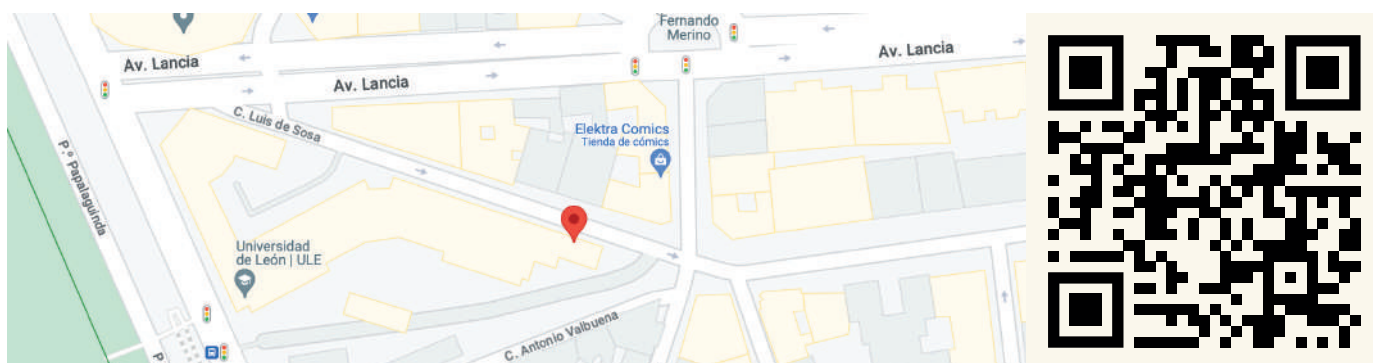 Fernando
Merino
Av. Lancia
Av. Lancia
Av. Lancia
C. Luis de Sosa
Elektra Comics
Tienda de cómics
P.º Papalaguinda
Universidad
de León | ULE
C. Antonio Valbuena
P